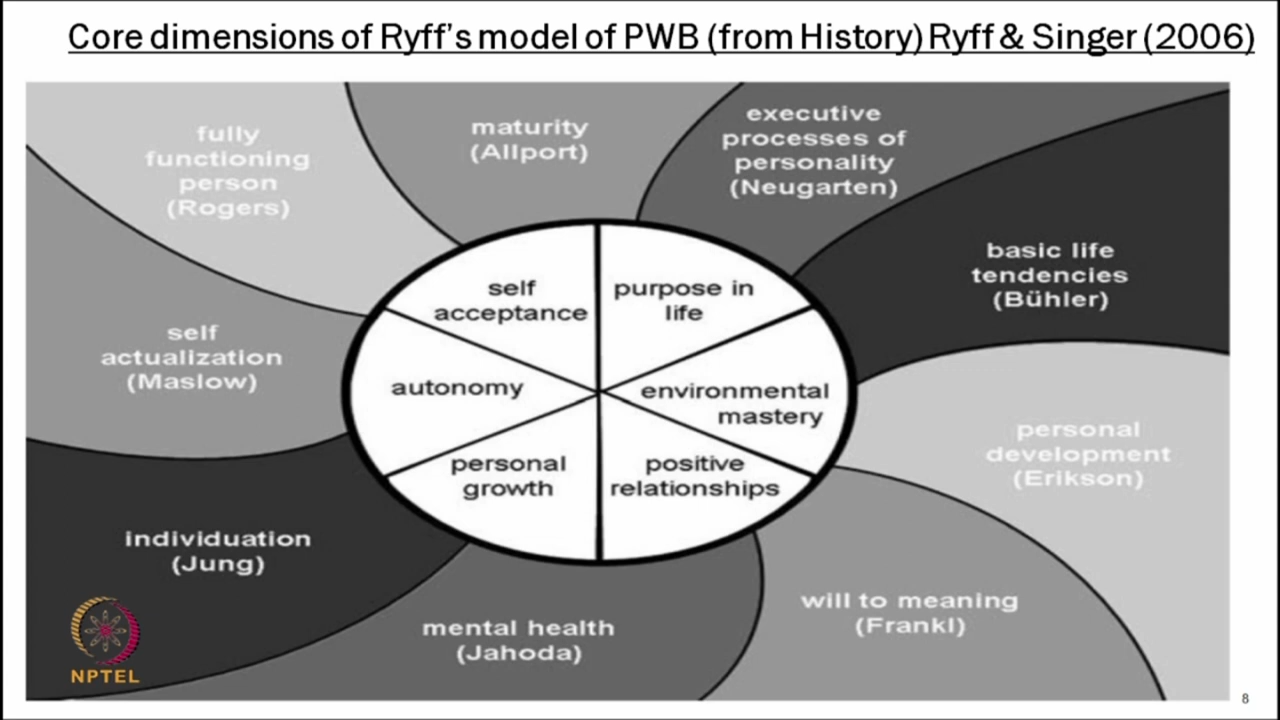 Core dimensions of Ryff's model of PWB (from History) Ryff & Singer (2006)
fully
functioning
person
(Rogers)
maturity
(Allport)
executive
processes of
personality
(Neugarten)
basic life
tendencies
(Bühler)
personal
development
(Erikson)
will to meaning
(Frankl)
mental health
(Jahoda)
individuation
(Jung)
self
actualization
(Maslow)
self
acceptance
purpose in
life
autonomy
environmental
mastery
personal
growth
positive
relationships
NPTEL
8